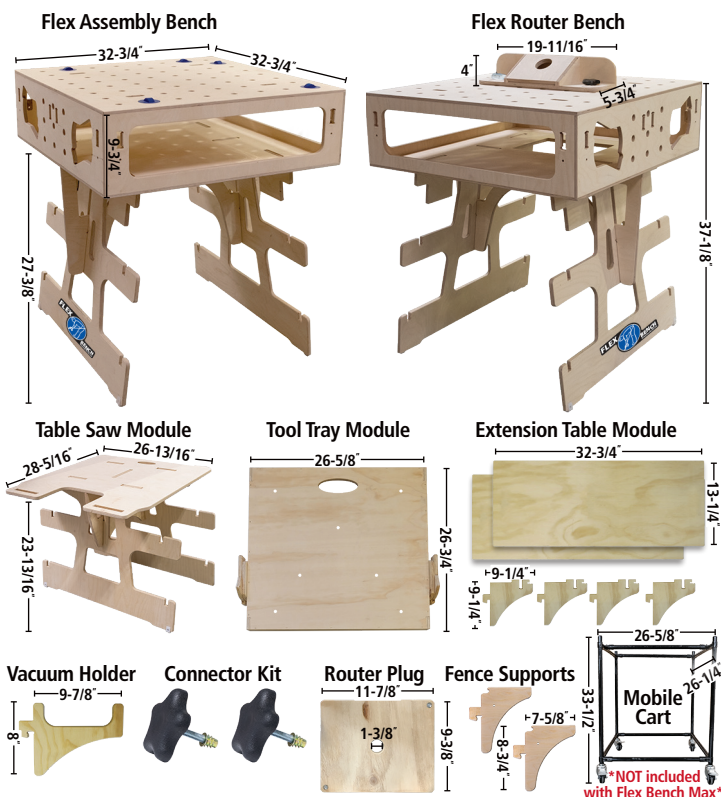 Flex Assembly Bench
32-3/4"
32-3/4"
9-3/4"
27-3/8"
FLEX BENCH
Flex Router Bench
19-11/16"
4"
5-3/4"
37-1/8"
FLEX BENCH
Table Saw Module
28-5/16"
26-13/16"
23-13/16"
Tool Tray Module
26-5/8"
26-3/4"
Extension Table Module
32-3/4"
13-1/4"
9-1/4"
9-1/4"
Vacuum Holder
9-7/8"
8"
Connector Kit
Router Plug
11-7/8"
1-3/8"
9-3/8"
Fence Supports
7-5/8"
8-3/4"
26-5/8"
26-1/4"
33-1/2"
Mobile
Cart
*NOT included
with Flex Bench Max*